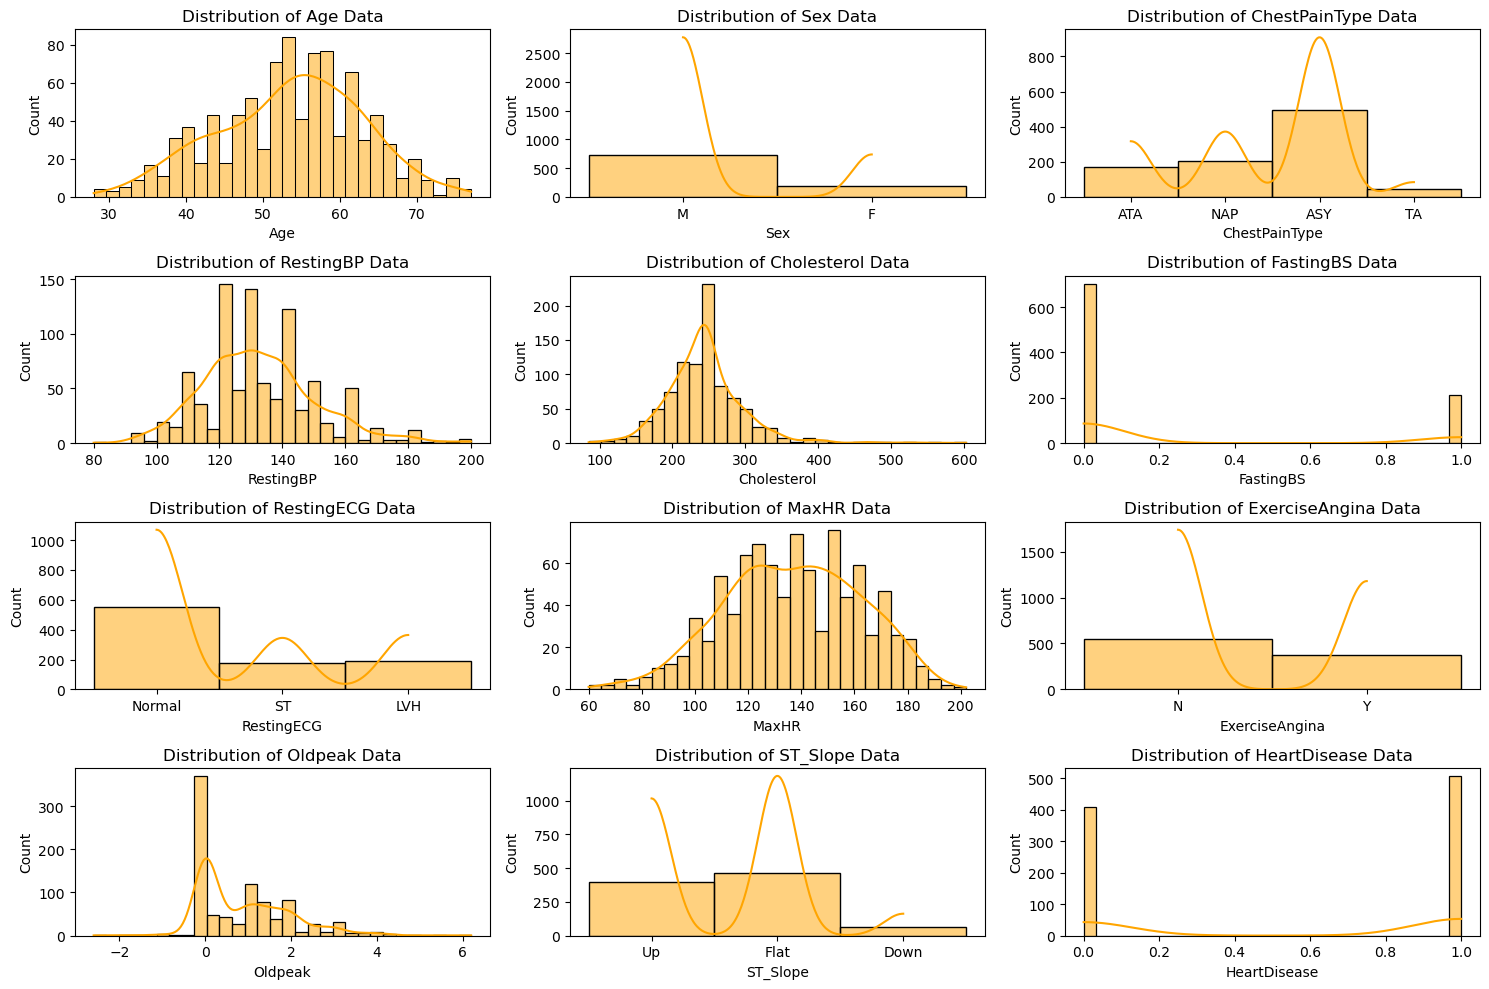 Distribution of Age Data
Count
0
20
40
60
80
30
40
50
60
70
Age
Distribution of Sex Data
Count
0
500
1000
1500
2000
2500
M
F
Sex
Distribution of ChestPainType Data
Count
0
200
400
600
800
ATA
NAP
ASY
TA
ChestPainType
Distribution of RestingBP Data
Count
0
50
100
150
80
100
120
140
160
180
200
RestingBP
Distribution of Cholesterol Data
Count
0
50
100
150
200
100
200
300
400
500
600
Cholesterol
Distribution of FastingBS Data
Count
0
200
400
600
0.0
0.2
0.4
0.6
0.8
1.0
FastingBS
Distribution of RestingECG Data
Count
0
200
400
600
800
1000
Normal
ST
LVH
RestingECG
Distribution of MaxHR Data
Count
0
20
40
60
60
80
100
120
140
160
180
200
MaxHR
Distribution of ExerciseAngina Data
Count
0
500
1000
1500
N
Y
ExerciseAngina
Distribution of Oldpeak Data
Count
0
100
200
300
−2
0
2
4
6
Oldpeak
Distribution of ST_Slope Data
Count
0
250
500
750
1000
Up
Flat
Down
ST_Slope
Distribution of HeartDisease Data
Count
0
100
200
300
400
500
0.0
0.2
0.4
0.6
0.8
1.0
HeartDisease